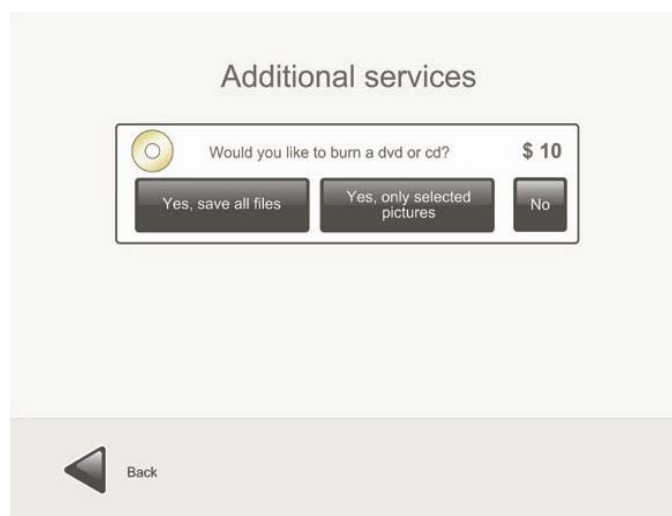 Additional services
Would you like to burn a dvd or cd?
$ 10
Yes, save all files
Yes, only selected
pictures
No
Back